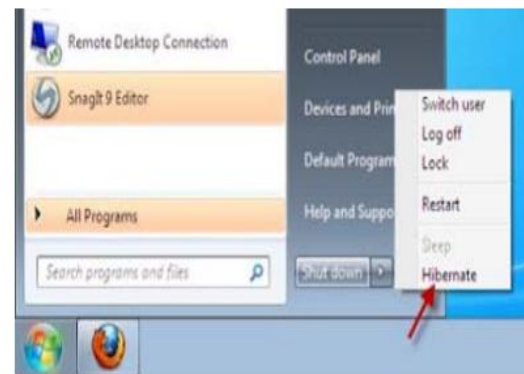 Remote Desktop Connection
SnagIt 9 Editor
All Programs
Search programs and files
Control Panel
Devices and Prin
Default Program
Help and Suppo
Shut down
Switch user
Log off
Lock
Restart
Sleep
Hibernate